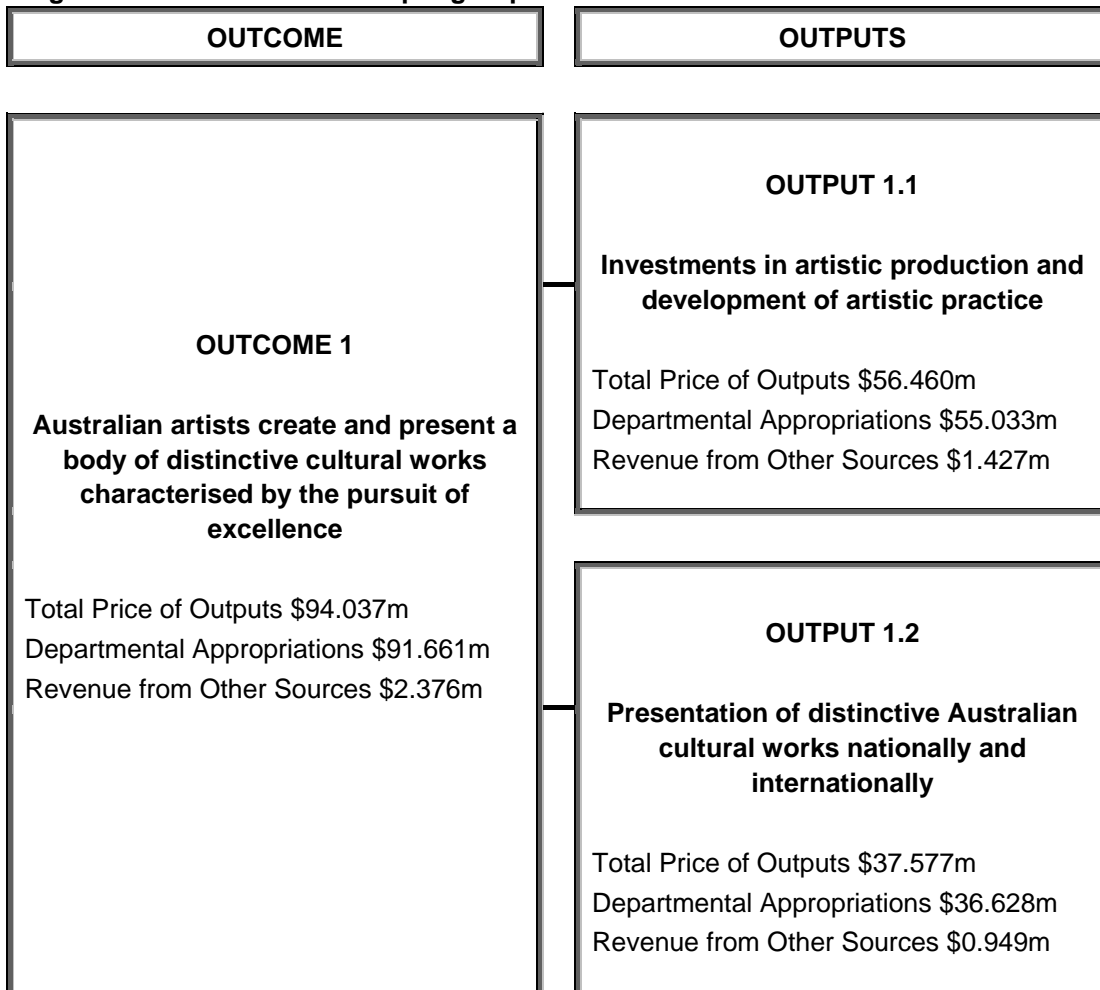 OUTCOME
OUTPUTS
OUTCOME 1
Australian artists create and present a
body of distinctive cultural works
characterised by the pursuit of
excellence
Total Price of Outputs $94.037m
Departmental Appropriations $91.661m
Revenue from Other Sources $2.376m
OUTPUT 1.1
Investments in artistic production and
development of artistic practice
Total Price of Outputs $56.460m
Departmental Appropriations $55.033m
Revenue from Other Sources $1.427m
OUTPUT 1.2
Presentation of distinctive Australian
cultural works nationally and
internationally
Total Price of Outputs $37.577m
Departmental Appropriations $36.628m
Revenue from Other Sources $0.949m